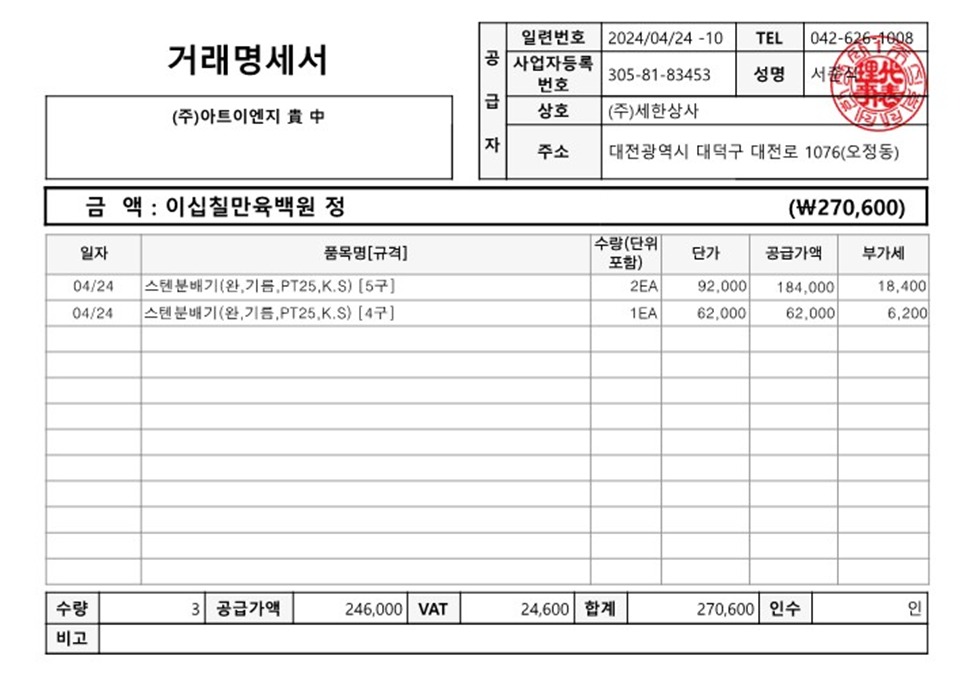 거래명세서
(주)아트이엔지 貴 中
공급자
일련번호 2024/04/24 -10 TEL 042-626-1008
사업자등록번호 305-81-83453 성명
상호 (주)세한상사
주소 대전광역시 대덕구 대전로 1076(오정동)
금 액 : 이십칠만육백원 정 (₩270,600)
일자 품목명[규격] 수량(단위포함) 단가 공급가액 부가세
04/24 스텐분배기(완,기름,PT25,K.S) [5구] 2EA 92,000 184,000 18,400
04/24 스텐분배기(완,기름,PT25,K.S) [4구] 1EA 62,000 62,000 6,200
수량 3 공급가액 246,000 VAT 24,600 합계 270,600 인수 인
비고